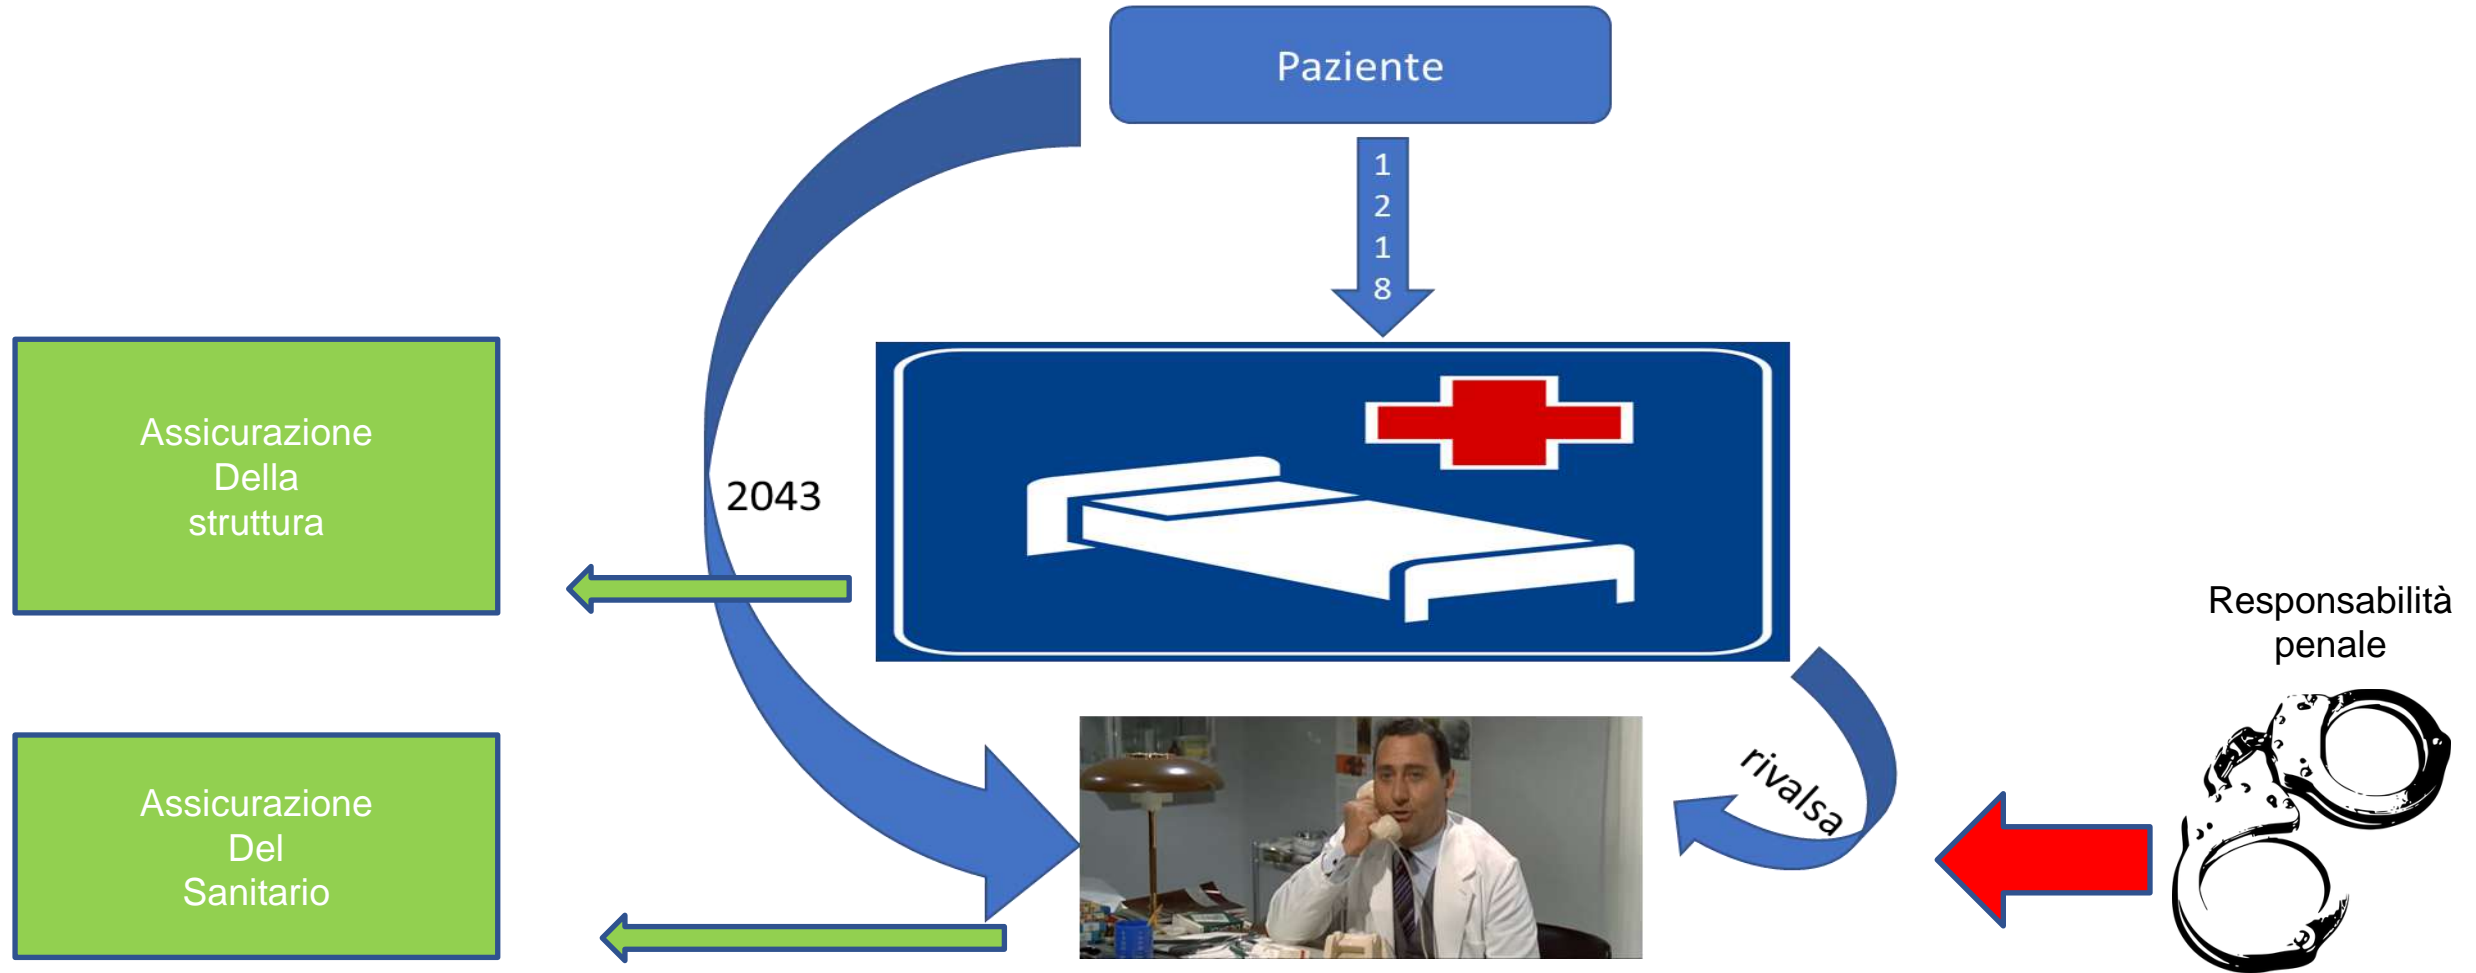 Paziente
1
2
1
8
Assicurazione
Della
struttura
2043
Responsabilità
penale
rivalsa
Assicurazione
Del
Sanitario